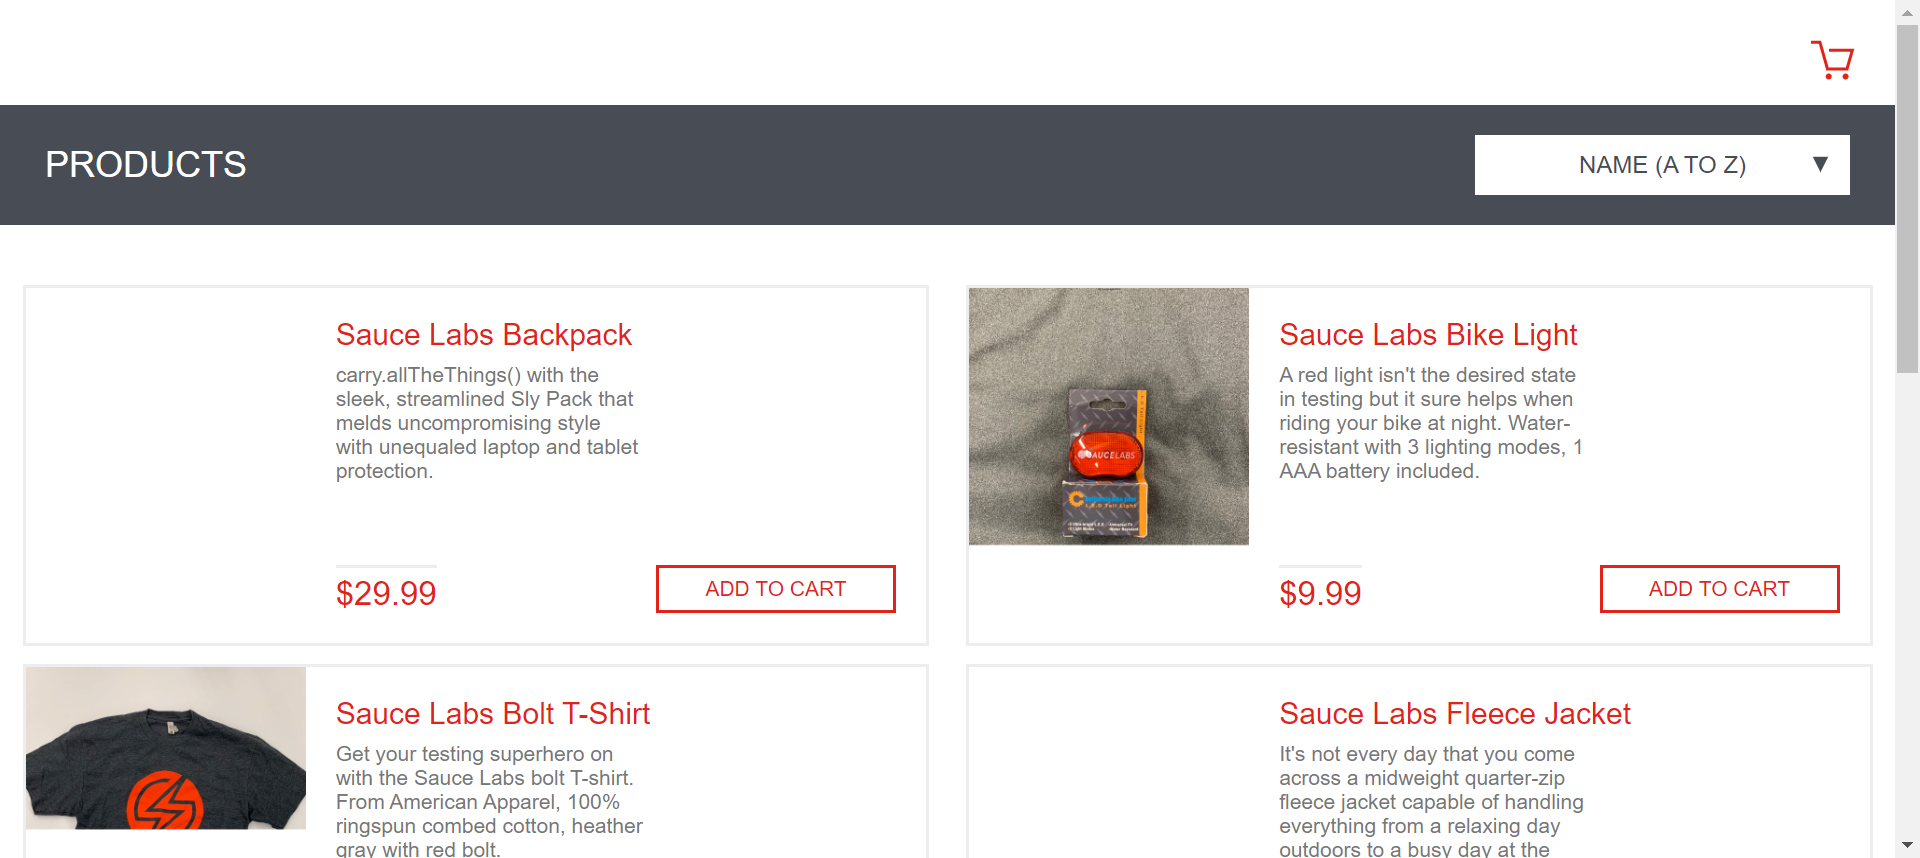 PRODUCTS
NAME (A TO Z)
Sauce Labs Backpack
carry.allTheThings() with the
sleek, streamlined Sly Pack that
melds uncompromising style
with unequaled laptop and tablet
protection.
$29.99
ADD TO CART
SAUCELABS
Sauce Labs Bike Light
A red light isn't the desired state
in testing but it sure helps when
riding your bike at night. Water-
resistant with 3 lighting modes, 1
AAA battery included.
$9.99
ADD TO CART
Sauce Labs Bolt T-Shirt
Get your testing superhero on
with the Sauce Labs bolt T-shirt.
From American Apparel, 100%
ringspun combed cotton, heather
gray with red bolt.
Sauce Labs Fleece Jacket
It's not every day that you come
across a midweight quarter-zip
fleece jacket capable of handling
everything from a relaxing day
outdoors to a busy day at the